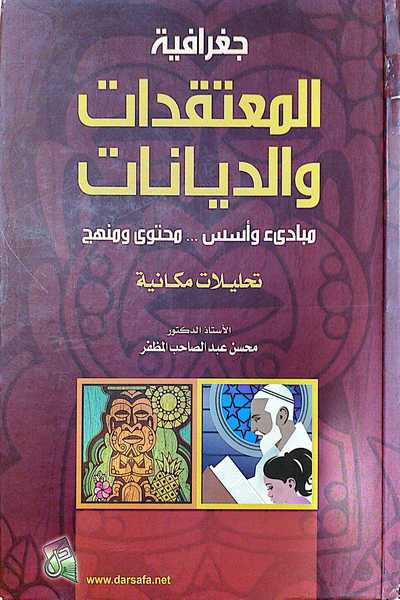 جغرافية
المعتقدات
والديانات
مبادىء وأسس ... محتوى ومنهج
تحليلات مكانية
الأستاذ الدكتور
محسن عبد الصاحب المظفر
www.darsafa.net